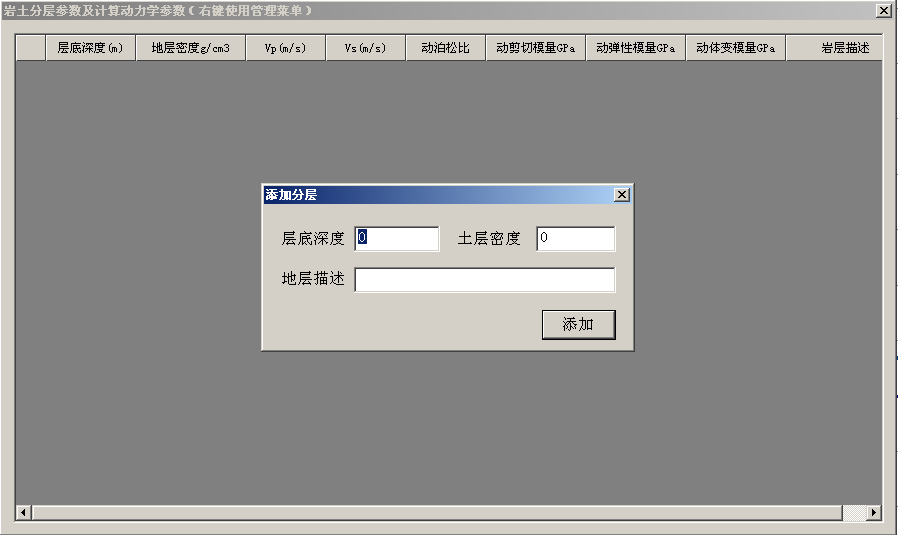 岩土分层参数及计算动力学参数（右键使用管理菜单）
层底深度(m) 地层密度g/cm3 Vp(m/s) Vs(m/s) 动泊松比 动剪切模量GPa 动弹性模量GPa 动体变模量GPa 岩层描述
添加分层
层底深度 0 土层密度 0
地层描述
添加